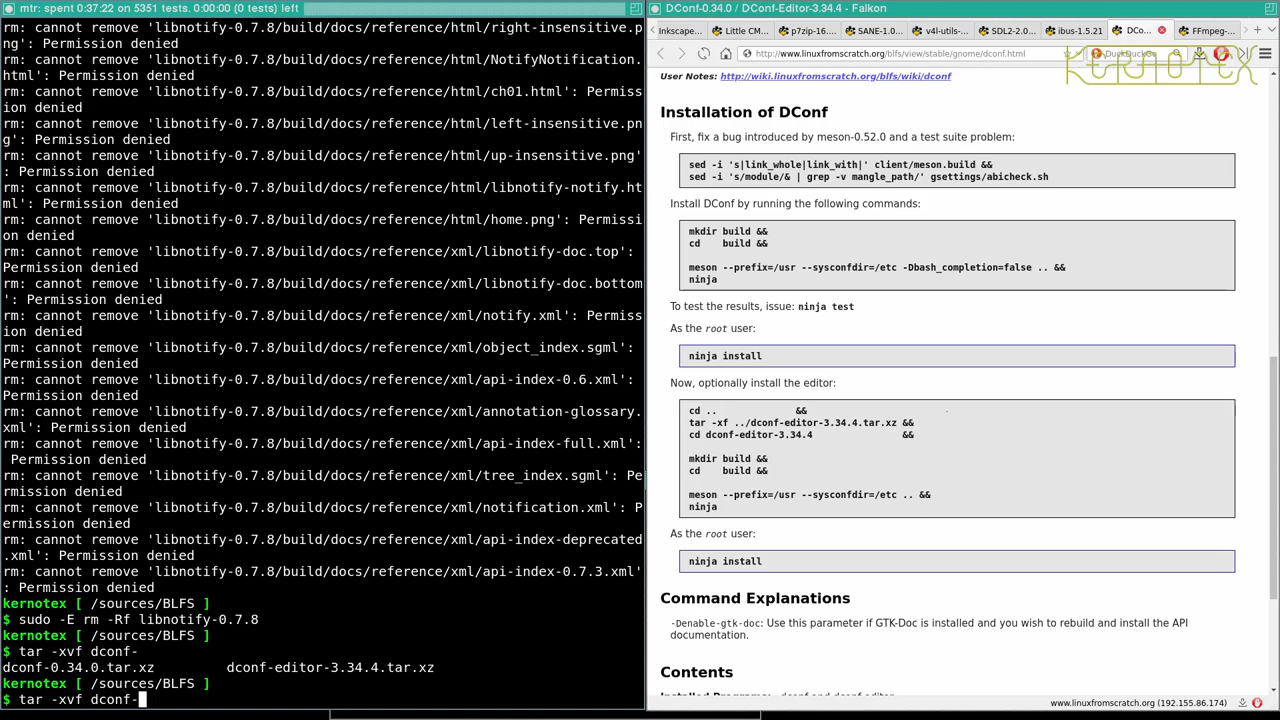 mtr: spent 0:37:22 up on 5351 tests. 0:00:00 (0 tests) left
rm: cannot remove 'libnotify-0.7.8/build/docs/reference/html/right-insensitive.p
ng': Permission denied
rm: cannot remove 'libnotify-0.7.8/build/docs/reference/html/NotifyNotification.
html': Permission denied
rm: cannot remove 'libnotify-0.7.8/build/docs/reference/html/ch01.html': Permiss
ion denied
rm: cannot remove 'libnotify-0.7.8/build/docs/reference/html/left-insensitive.pn
g': Permission denied
rm: cannot remove 'libnotify-0.7.8/build/docs/reference/html/up-insensitive.png'
: Permission denied
rm: cannot remove 'libnotify-0.7.8/build/docs/reference/html/libnotify-notify.ht
ml': Permission denied
rm: cannot remove 'libnotify-0.7.8/build/docs/reference/html/home.png': Permissi
on denied
rm: cannot remove 'libnotify-0.7.8/build/docs/reference/xml/libnotify-doc.top':
Permission denied
rm: cannot remove 'libnotify-0.7.8/build/docs/reference/xml/libnotify-doc.bottom
': Permission denied
rm: cannot remove 'libnotify-0.7.8/build/docs/reference/xml/notify.xml': Permiss
ion denied
rm: cannot remove 'libnotify-0.7.8/build/docs/reference/xml/object_index.sgml':
Permission denied
rm: cannot remove 'libnotify-0.7.8/build/docs/reference/xml/api-index-0.6.xml':
Permission denied
rm: cannot remove 'libnotify-0.7.8/build/docs/reference/xml/annotation-glossary.
xml': Permission denied
rm: cannot remove 'libnotify-0.7.8/build/docs/reference/xml/api-index-full.xml':
Permission denied
rm: cannot remove 'libnotify-0.7.8/build/docs/reference/xml/tree_index.sgml': Pe
rmission denied
rm: cannot remove 'libnotify-0.7.8/build/docs/reference/xml/notification.xml': P
ermission denied
rm: cannot remove 'libnotify-0.7.8/build/docs/reference/xml/api-index-deprecated
.xml': Permission denied
rm: cannot remove 'libnotify-0.7.8/build/docs/reference/xml/api-index-0.7.3.xml'
: Permission denied
kernotex [ /sources/BLFS ]
$ sudo -E rm -Rf libnotify-0.7.8
kernotex [ /sources/BLFS ]
$ tar -xvf dconf-
dconf-0.34.0.tar.xz dconf-editor-3.34.4.tar.xz
kernotex [ /sources/BLFS ]
$ tar -xvf dconf-
DConf-0.34.0 / DConf-Editor-3.34.4 - Falkon
Inkscape... Little CM... p7zip-16.... SANE-1.0... v4l-utils-... SDL2-2.0... ibus-1.5.21 DCo... FFmpeg-...
http://www.linuxfromscratch.org/blfs/view/stable/gnome/dconf.html DuckDuckGo
KERNOTEX
User Notes: http://wiki.linuxfromscratch.org/blfs/wiki/dconf
Installation of DConf
First, fix a bug introduced by meson-0.52.0 and a test suite problem:
sed -i 's|link_whole|link_with|' client/meson.build &&
sed -i 's/module/& | grep -v mangle_path/' gsettings/abicheck.sh
Install DConf by running the following commands:
mkdir build &&
cd build &&
meson --prefix=/usr --sysconfdir=/etc -Dbash_completion=false .. &&
ninja
To test the results, issue: ninja test
As the root user:
ninja install
Now, optionally install the editor:
cd .. &&
tar -xf ../dconf-editor-3.34.4.tar.xz &&
cd dconf-editor-3.34.4 &&
mkdir build &&
cd build &&
meson --prefix=/usr --sysconfdir=/etc .. &&
ninja
As the root user:
ninja install
Command Explanations
-Denable-gtk-doc: Use this parameter if GTK-Doc is installed and you wish to rebuild and install the API
documentation.
Contents
www.linuxfromscratch.org (192.155.86.174)